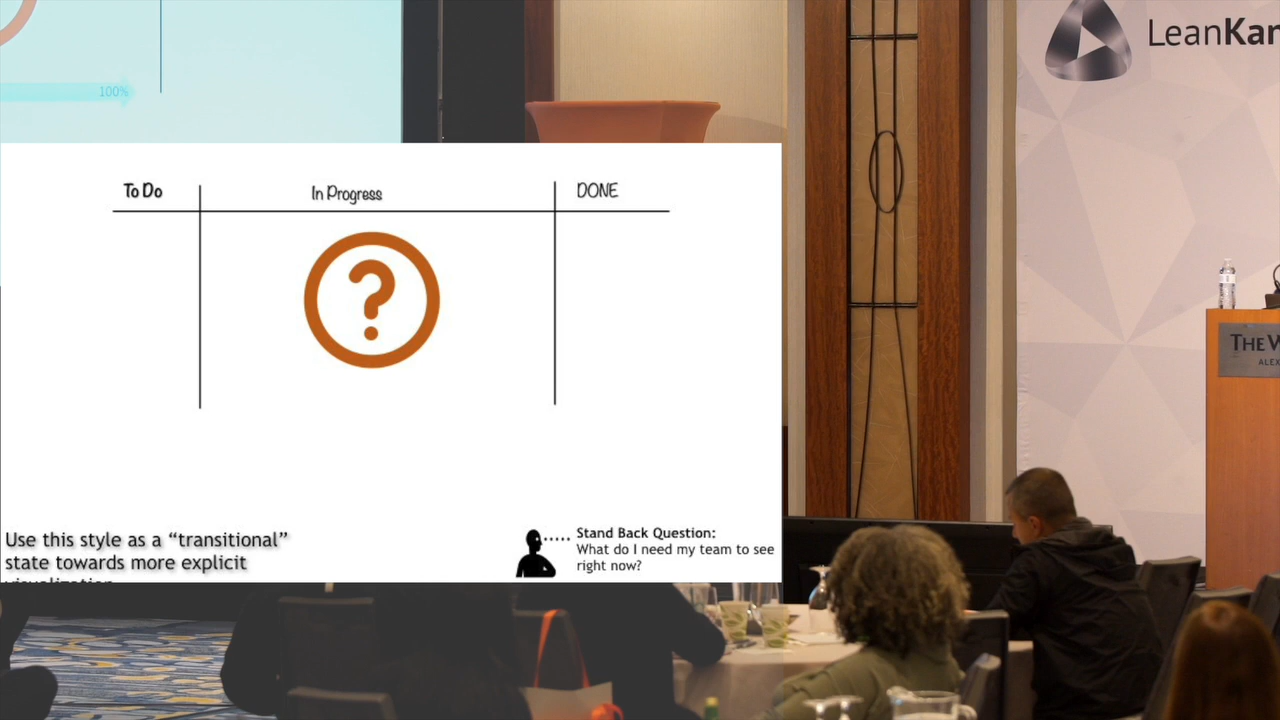 100%
LeanKan
To Do
In Progress
DONE
THE W
ALEX
Use this style as a “transitional”
state towards more explicit
Stand Back Question:
What do I need my team to see
right now?